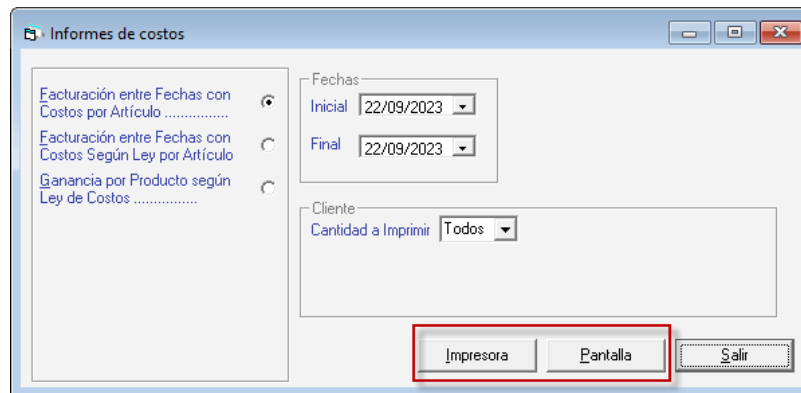 Informes de costos
Facturación entre Fechas con
Costos por Artículo ................
Facturación entre Fechas con
Costos Según Ley por Artículo
Ganancia por Producto según
Ley de Costos ...............
Fechas
Inicial 22/09/2023
Final 22/09/2023
Cliente
Cantidad a Imprimir Todos
Impresora Pantalla Salir